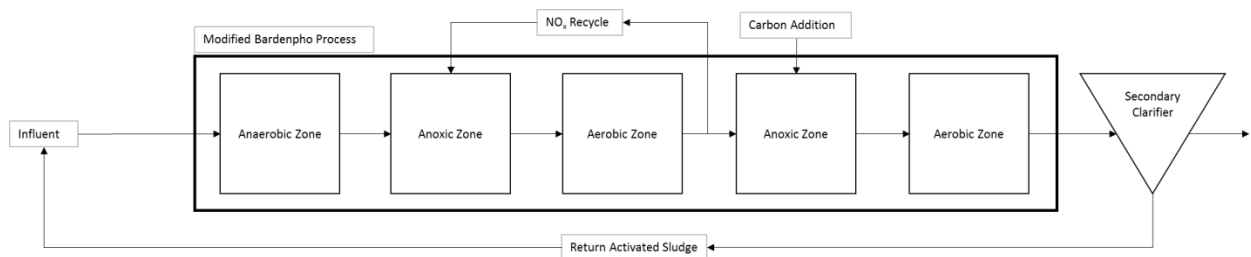 NOₓ Recycle
Carbon Addition
Modified Bardenpho Process
Influent
Anaerobic Zone
Anoxic Zone
Aerobic Zone
Anoxic Zone
Aerobic Zone
Secondary
Clarifier
Return Activated Sludge